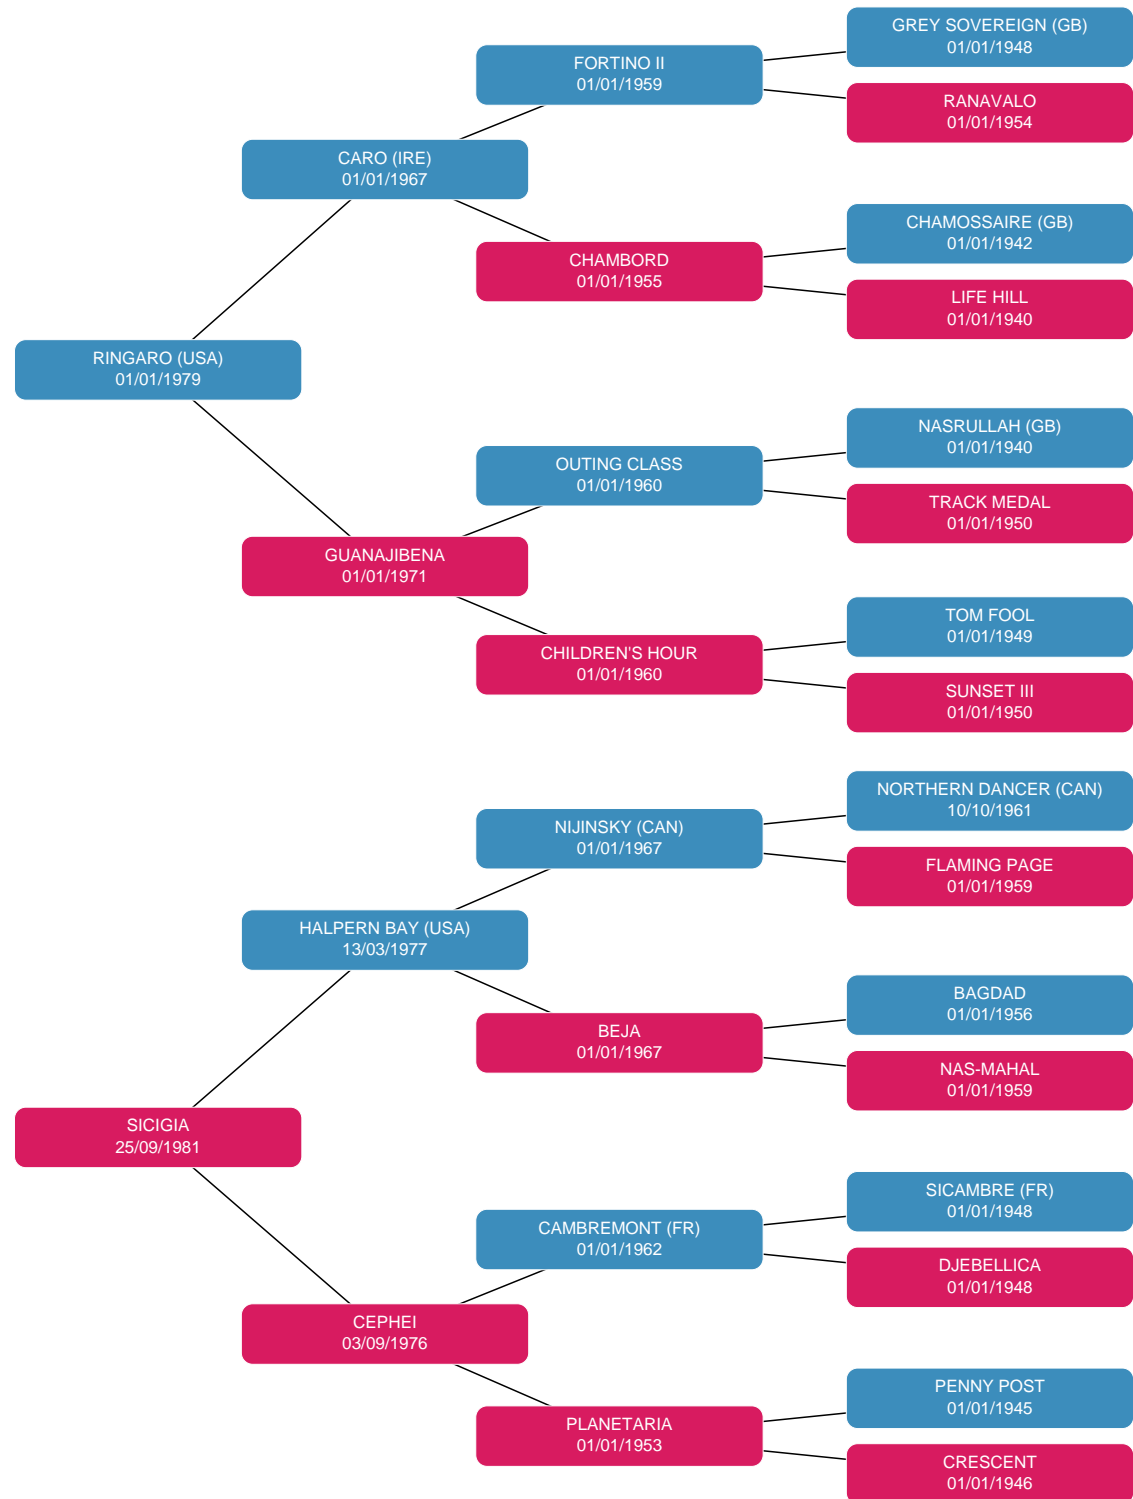 GREY SOVEREIGN (GB)
01/01/1948
FORTINO II
01/01/1959
RANAVALO
01/01/1954
CARO (IRE)
01/01/1967
CHAMOSSAIRE (GB)
01/01/1942
CHAMBORD
01/01/1955
LIFE HILL
01/01/1940
RINGARO (USA)
01/01/1979
NASRULLAH (GB)
01/01/1940
OUTING CLASS
01/01/1960
TRACK MEDAL
01/01/1950
GUANAJIBENA
01/01/1971
TOM FOOL
01/01/1949
CHILDREN'S HOUR
01/01/1960
SUNSET III
01/01/1950
NORTHERN DANCER (CAN)
10/10/1961
NIJINSKY (CAN)
01/01/1967
FLAMING PAGE
01/01/1959
HALPERN BAY (USA)
13/03/1977
BAGDAD
01/01/1956
BEJA
01/01/1967
NAS-MAHAL
01/01/1959
SICIGIA
25/09/1981
SICAMBRE (FR)
01/01/1948
CAMBREMONT (FR)
01/01/1962
DJEBELLICA
01/01/1948
CEPHEI
03/09/1976
PENNY POST
01/01/1945
PLANETARIA
01/01/1953
CRESCENT
01/01/1946